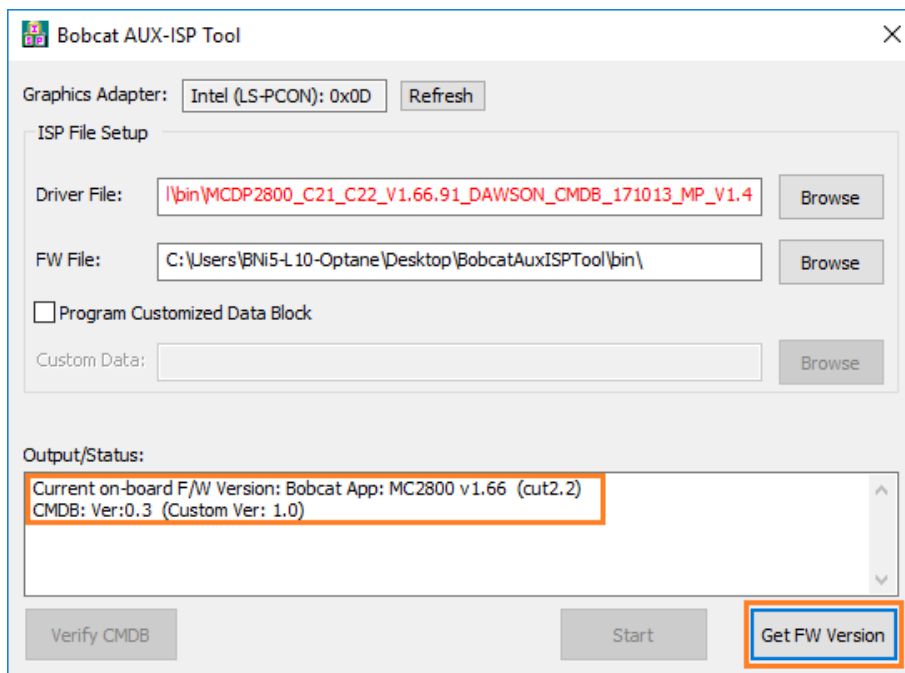 Bobcat AUX-ISP Tool
Graphics Adapter: Intel (LS-PCON): 0x0D Refresh
ISP File Setup
Driver File: l\bin\MCDP2800_C21_C22_V1.66.91_DAWSON_CMDB_171013_MP_V1.4 Browse
FW File: C:\Users\BNi5-L10-Optane\Desktop\BobcatAuxISPTool\bin\ Browse
Program Customized Data Block
Custom Data: Browse
Output/Status:
Current on-board F/W Version: Bobcat App: MC2800 v1.66 (cut2.2)
CMDB: Ver:0.3 (Custom Ver: 1.0)
Verify CMDB Start Get FW Version